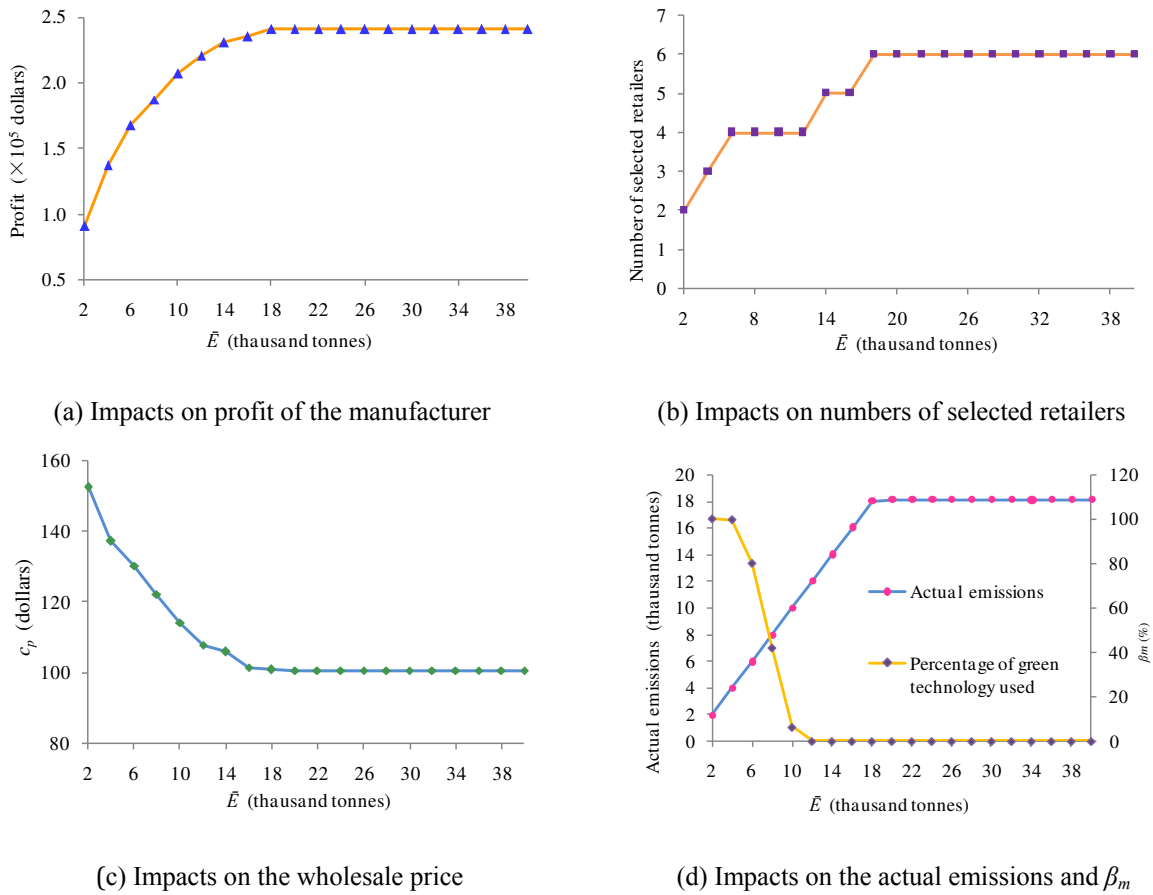 2.5
2.0
1.5
1.0
0.5
Profit (×10⁵ dollars)
2 6 10 14 18 22 26 30 34 38
Ē (thausand tonnes)
(a) Impacts on profit of the manufacturer
7
6
5
4
3
2
1
0
Number of selected retailers
2 8 14 20 26 32 38
Ē (thausand tonnes)
(b) Impacts on numbers of selected retailers
160
140
120
100
80
cₚ (dollars)
2 6 10 14 18 22 26 30 34 38
Ē (thausand tonnes)
(c) Impacts on the wholesale price
20
18
16
14
12
10
8
6
4
2
0
Actual emissions (thausand tonnes)
120
100
80
60
40
20
0
βm (%)
Actual emissions
Percentage of green
technology used
2 6 10 14 18 22 26 30 34 38
Ē (thausand tonnes)
(d) Impacts on the actual emissions and βm